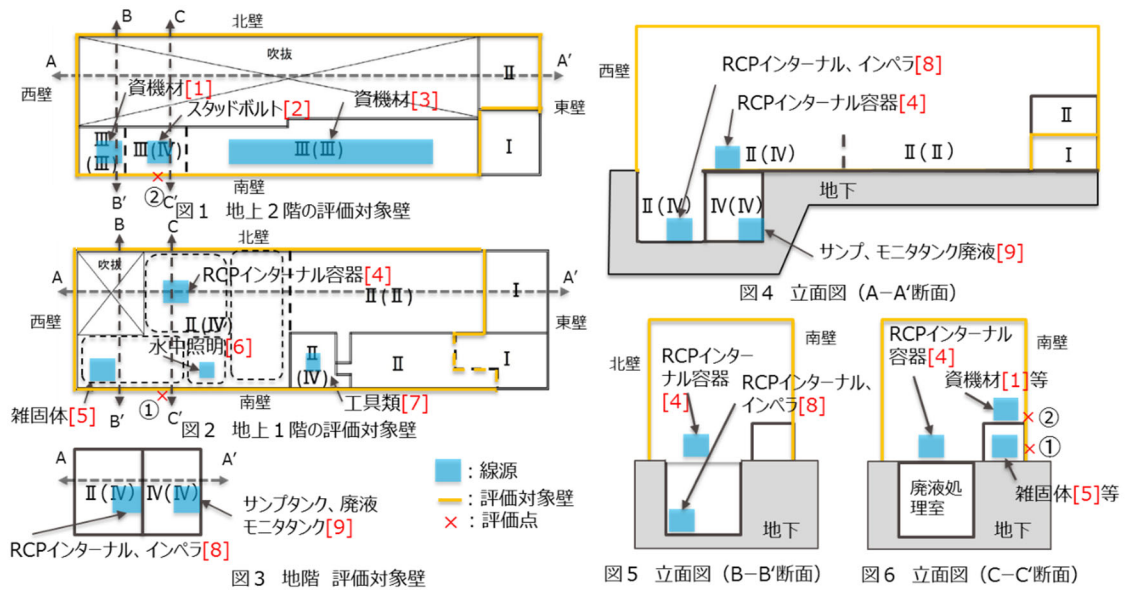 B
C
北壁
A
A′
吹抜
西壁
東壁
資機材[1]
スタッドボルト[2]
資機材[3]
Ⅱ
Ⅲ
(Ⅲ)
Ⅲ(Ⅳ)
Ⅲ(Ⅲ)
Ⅰ
B′
②
C′
南壁
図1 地上2階の評価対象壁
B
C
北壁
A
A′
吹抜
RCPインターナル容器[4]
Ⅱ(Ⅱ)
Ⅰ
西壁
東壁
Ⅱ(Ⅳ)
水中照明[6]
Ⅱ
(Ⅳ)
Ⅱ
Ⅰ
雑固体[5]
B′
①
C′
南壁
工具類[7]
図2 地上1階の評価対象壁
A
A′
Ⅱ(Ⅳ)
Ⅳ(Ⅳ)
サンプタンク、廃液
モニタタンク[9]
RCPインターナル、インペラ[8]
図3 地階 評価対象壁
：線源
：評価対象壁
×：評価点
西壁
RCPインターナル、インペラ[8]
RCPインターナル容器[4]
Ⅱ(Ⅳ)
Ⅱ(Ⅱ)
Ⅱ
Ⅰ
地下
Ⅱ(Ⅳ)
Ⅳ(Ⅳ)
サンプ、モニタタンク廃液[9]
図4 立面図（A−A‘断面）
北壁
南壁
RCPインター
ナル容器
[4]
RCPインターナル、
インペラ[8]
地下
図5 立面図（B−B‘断面）
南壁
RCPインターナル
容器[4]
資機材[1]等
②
①
廃液処
理室
雑固体[5]等
地下
図6 立面図（C−C‘断面）